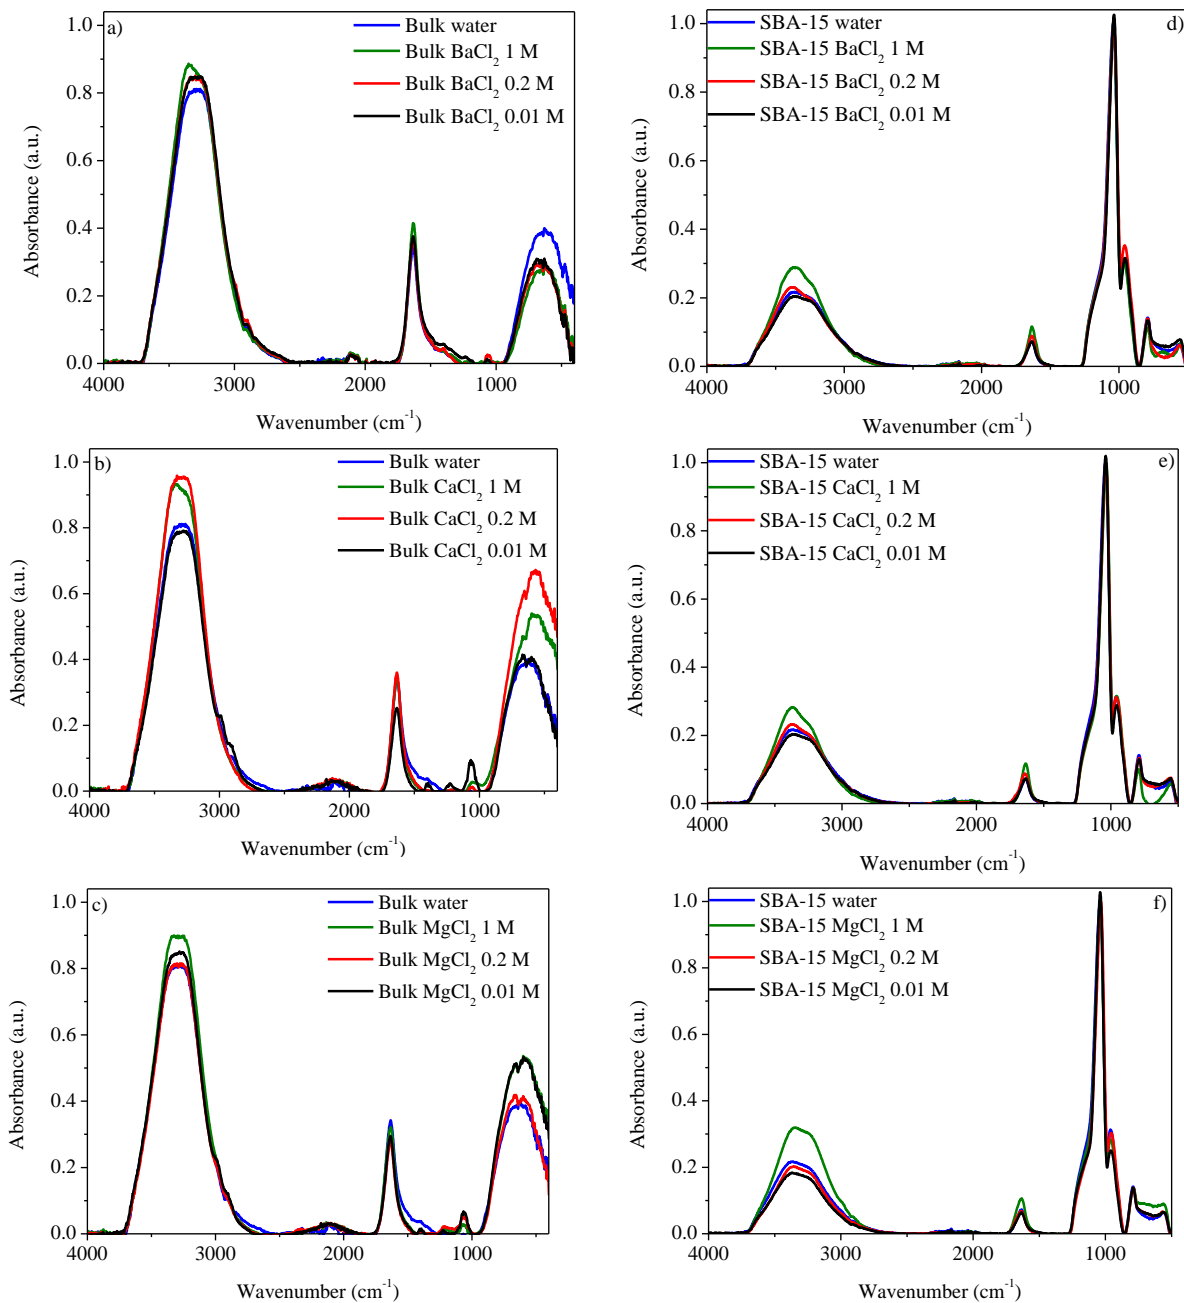 a)
Bulk water
Bulk BaCl₂ 1 M
Bulk BaCl₂ 0.2 M
Bulk BaCl₂ 0.01 M
1.0
0.8
0.6
0.4
0.2
0.0
Absorbance (a.u.)
4000 3000 2000 1000
Wavenumber (cm⁻¹)
d)
SBA-15 water
SBA-15 BaCl₂ 1 M
SBA-15 BaCl₂ 0.2 M
SBA-15 BaCl₂ 0.01 M
1.0
0.8
0.6
0.4
0.2
0.0
Absorbance (a.u.)
4000 3000 2000 1000
Wavenumber (cm⁻¹)
b)
Bulk water
Bulk CaCl₂ 1 M
Bulk CaCl₂ 0.2 M
Bulk CaCl₂ 0.01 M
1.0
0.8
0.6
0.4
0.2
0.0
Absorbance (a.u.)
4000 3000 2000 1000
Wavenumber (cm⁻¹)
e)
SBA-15 water
SBA-15 CaCl₂ 1 M
SBA-15 CaCl₂ 0.2 M
SBA-15 CaCl₂ 0.01 M
1.0
0.8
0.6
0.4
0.2
0.0
Absorbance (a.u.)
4000 3000 2000 1000
Wavenumber (cm⁻¹)
c)
Bulk water
Bulk MgCl₂ 1 M
Bulk MgCl₂ 0.2 M
Bulk MgCl₂ 0.01 M
1.0
0.8
0.6
0.4
0.2
0.0
Absorbance (a.u.)
4000 3000 2000 1000
Wavenumber (cm⁻¹)
f)
SBA-15 water
SBA-15 MgCl₂ 1 M
SBA-15 MgCl₂ 0.2 M
SBA-15 MgCl₂ 0.01 M
1.0
0.8
0.6
0.4
0.2
0.0
Absorbance (a.u.)
4000 3000 2000 1000
Wavenumber (cm⁻¹)